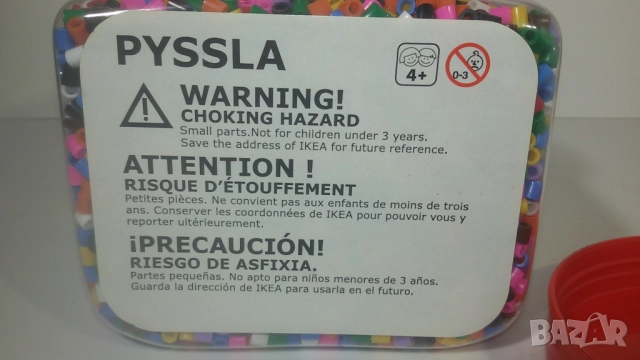 PYSSLA
4+
0-3
WARNING!
CHOKING HAZARD
Small parts.Not for children under 3 years.
Save the address of IKEA for future reference.
ATTENTION !
RISQUE D'ÉTOUFFEMENT
Petites pièces. Ne convient pas aux enfants de moins de trois
ans. Conserver les coordonnées de IKEA pour pouvoir vous y
reporter ultérieurement.
¡PRECAUCIÓN!
RIESGO DE ASFIXIA.
Partes pequeñas. No apto para niños menores de 3 años.
Guarda la dirección de IKEA para usarla en el futuro.
BAZAR